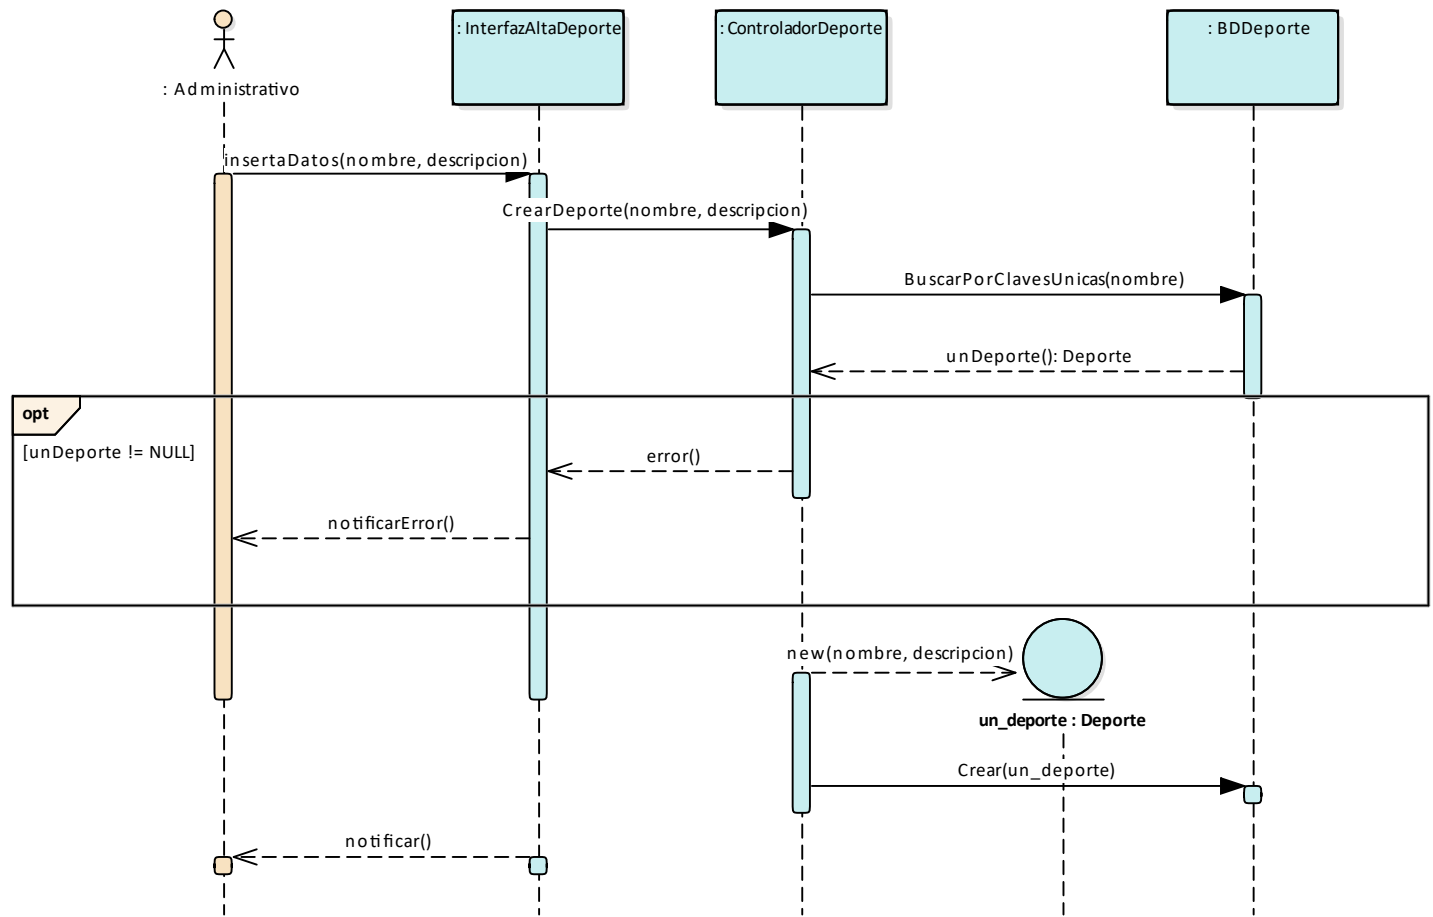 : InterfazAltaDeporte
: ControladorDeporte
: BDDeporte
: Administrativo
insertaDatos(nombre, descripcion)
CrearDeporte(nombre, descripcion)
BuscarPorClavesUnicas(nombre)
unDeporte(): Deporte
opt
[unDeporte != NULL]
error()
notificarError()
new(nombre, descripcion)
un_deporte : Deporte
Crear(un_deporte)
notificar()